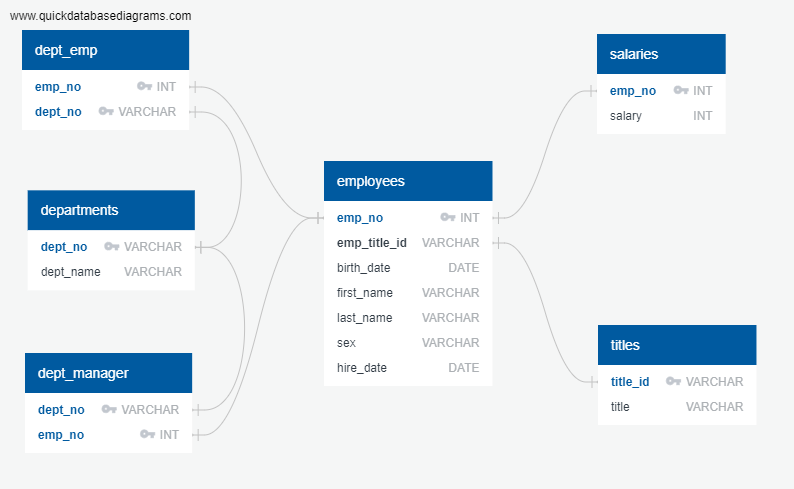 www.quickdatabasediagrams.com
dept_emp
emp_no INT
dept_no VARCHAR
departments
dept_no VARCHAR
dept_name VARCHAR
dept_manager
dept_no VARCHAR
emp_no INT
employees
emp_no INT
emp_title_id VARCHAR
birth_date DATE
first_name VARCHAR
last_name VARCHAR
sex VARCHAR
hire_date DATE
salaries
emp_no INT
salary INT
titles
title_id VARCHAR
title VARCHAR